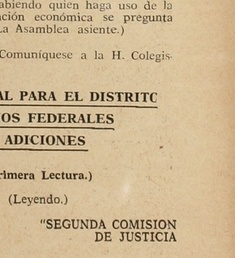 abiendo quien haga uso de la
ación económica se pregunta
La Asamblea asiente.)
Comuníquese a la H. Colegis-
AL PARA EL DISTRITO
OS FEDERALES
ADICIONES
rimera Lectura.)
(Leyendo.)
"SEGUNDA COMISION
DE JUSTICIA